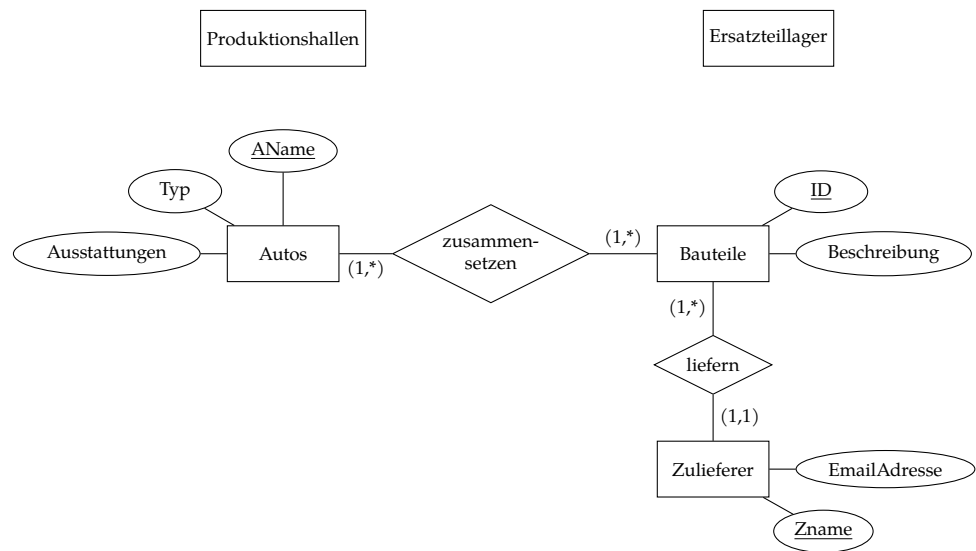 Produktionshallen
Ersatzteillager
AName
Typ
ID
Ausstattungen
Autos
(1,*)
zusammen-
setzen
(1,*)
Bauteile
Beschreibung
(1,*)
liefern
(1,1)
Zulieferer
EmailAdresse
Zname